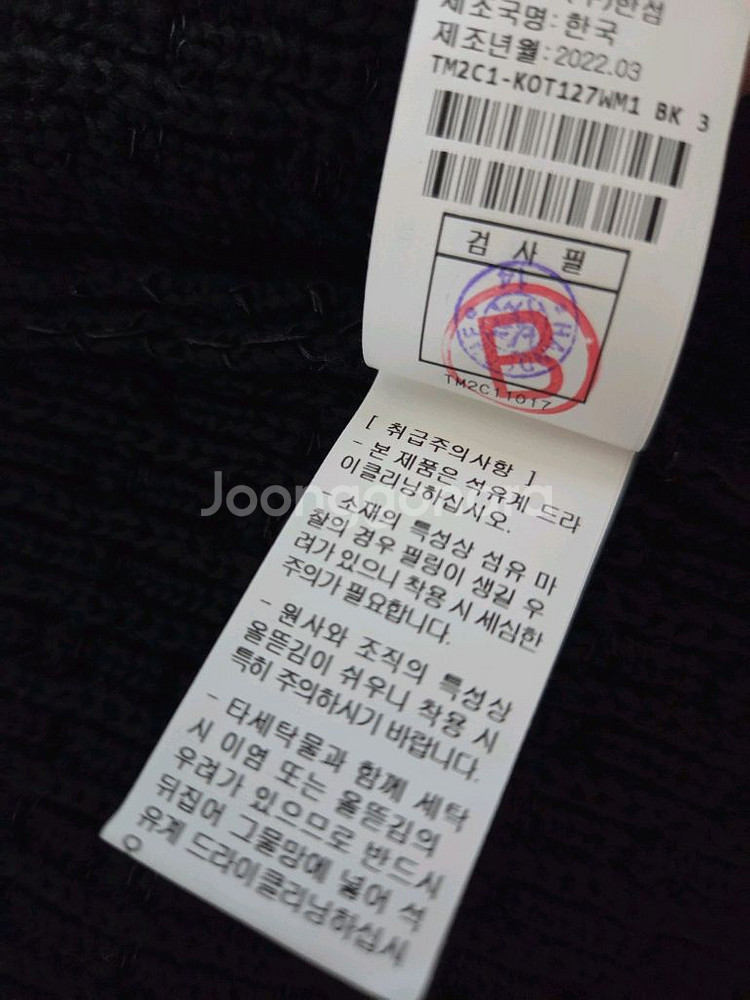 한섬
제조국명:한국
제조년월:2022.03
TM2C1-KOT127WM1 BK 3
검 사 필
B
TM2C11017
[ 취급주의사항 ]
- 본 제품은 석유계 드라
이클리닝하십시오.
- 소재의 특성상 섬유 마
찰의 경우 필링이 생길 우
려가 있으니 착용 시 세심한
주의가 필요합니다.
- 원사와 조직의 특성상
올뜯김이 쉬우니 착용 시
특히 주의하시기 바랍니다.
- 타세탁물과 함께 세탁
시 이염 또는 올뜯김의
우려가 있으므로 반드시
뒤집어 그물망에 넣어 석
유계 드라이클리닝하십시
오
Joonggonara